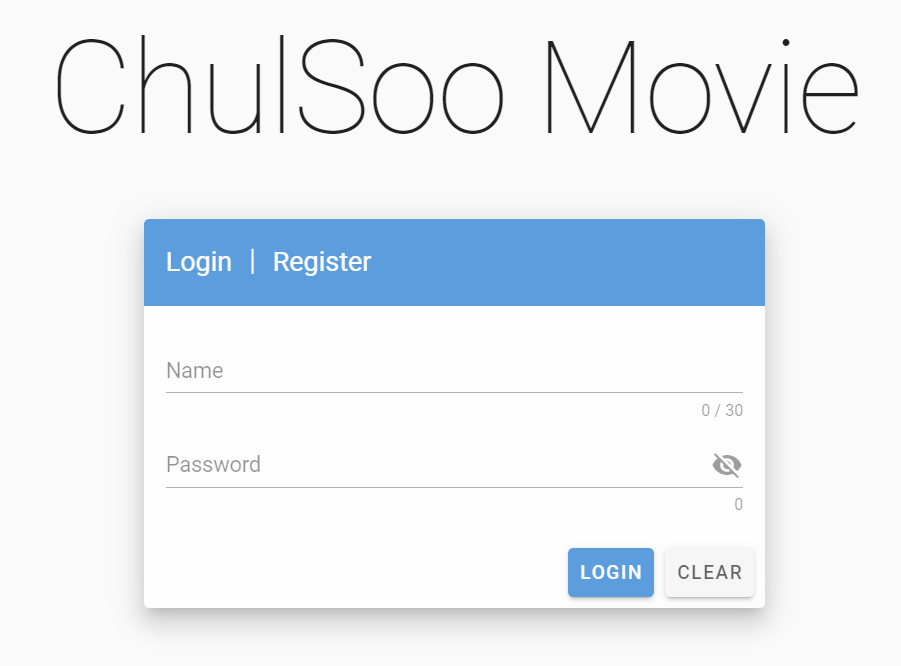 ChulSoo Movie
Login | Register
Name
0 / 30
Password
0
LOGIN CLEAR